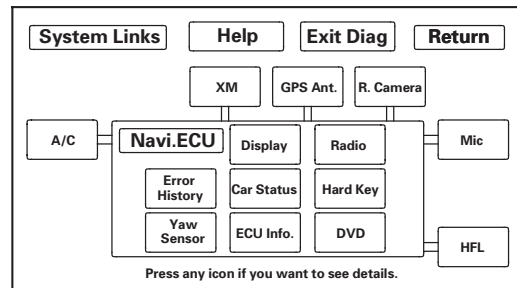 System Links
Help
Exit Diag
Return
XM
GPS Ant.
R. Camera
A/C
Navi.ECU
Display
Radio
Mic
Error
History
Car Status
Hard Key
Yaw
Sensor
ECU Info.
DVD
HFL
Press any icon if you want to see details.